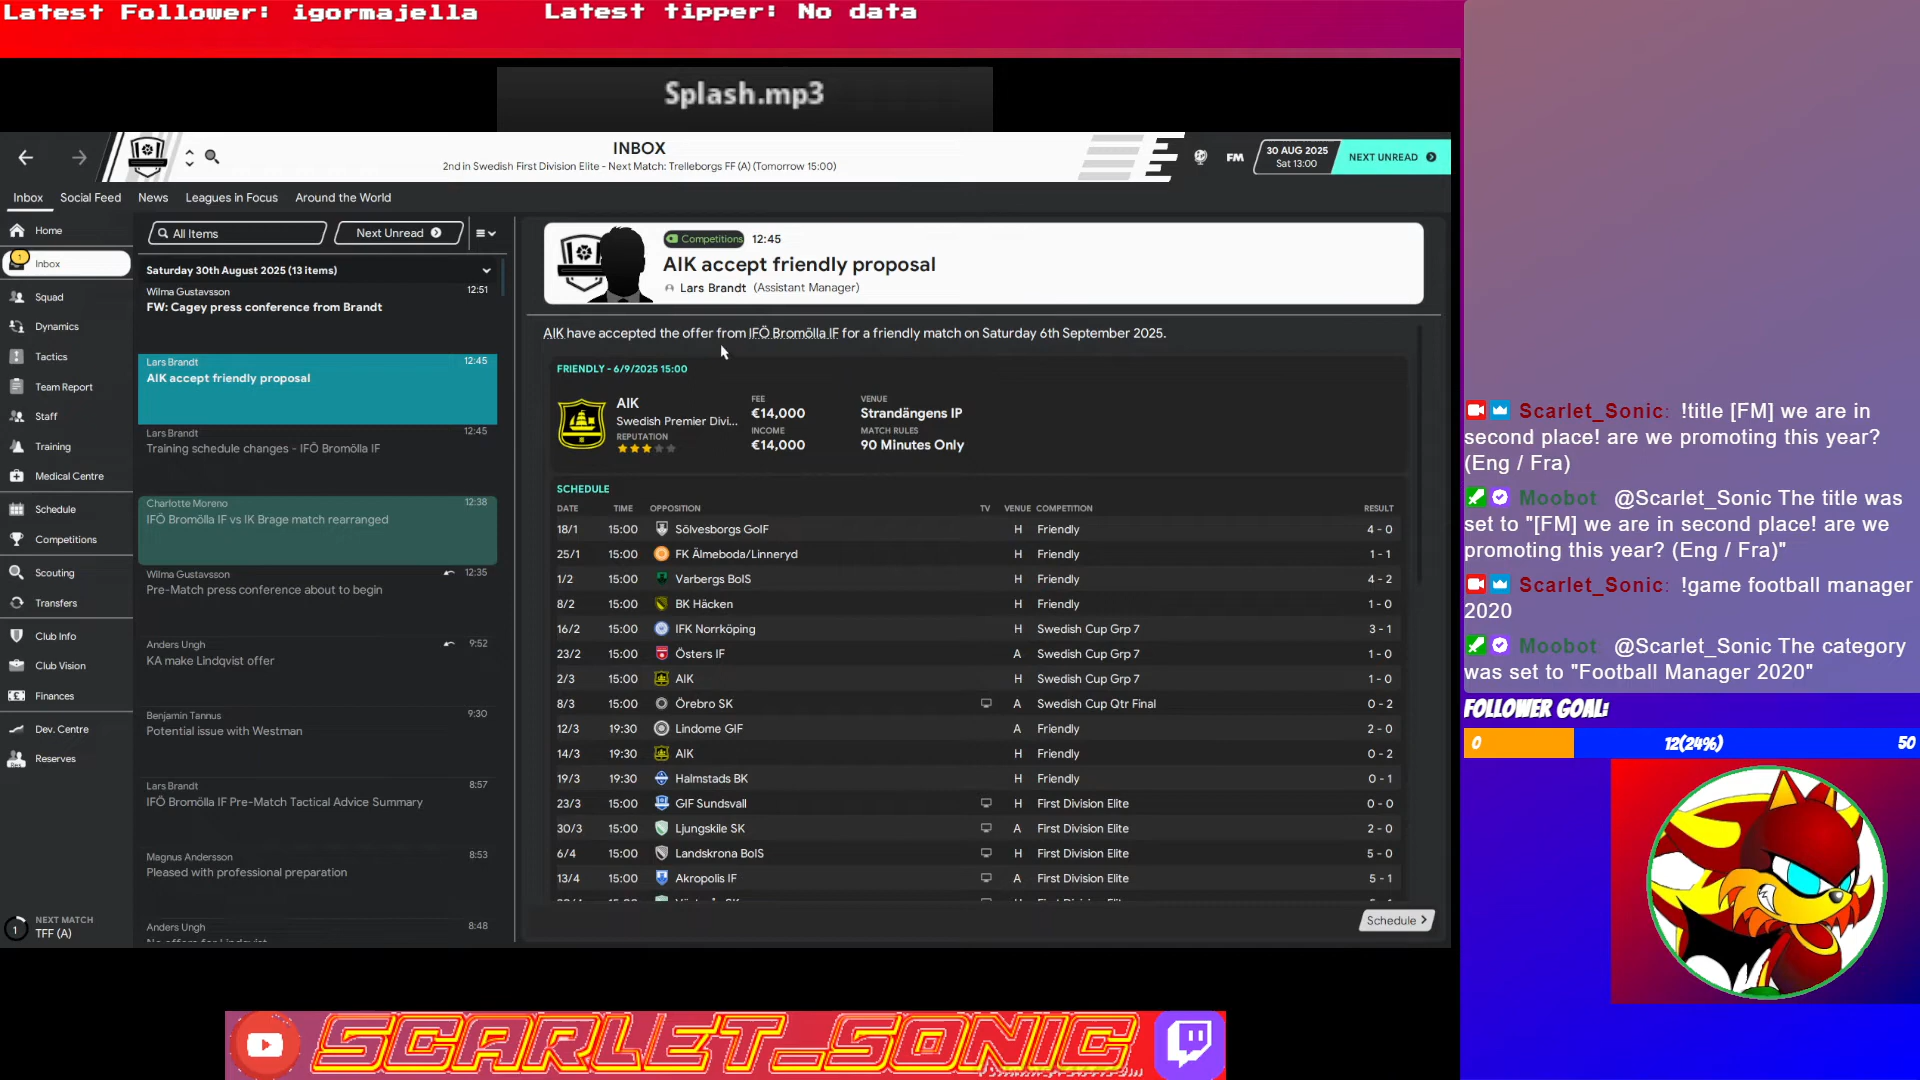 Latest Follower: igormajella
Latest tipper: No data
Splash.mp3
INBOX
2nd in Swedish First Division Elite - Next Match: Trelleborgs FF (A) (Tomorrow 15:00)
FM
30 AUG 2025
Sat 13:00
NEXT UNREAD
Inbox Social Feed News Leagues in Focus Around the World
Home
1
Inbox
Squad
Dynamics
Tactics
Team Report
Staff
Training
Medical Centre
Schedule
Competitions
Scouting
Transfers
Club Info
Club Vision
Finances
Dev. Centre
Reserves
1
NEXT MATCH
TFF (A)
All Items
Next Unread
Saturday 30th August 2025 (13 items)
Wilma Gustavsson 12:51
FW: Cagey press conference from Brandt
Lars Brandt 12:45
AIK accept friendly proposal
Lars Brandt 12:45
Training schedule changes - IFÖ Bromölla IF
Charlotte Moreno 12:38
IFÖ Bromölla IF vs IK Brage match rearranged
Wilma Gustavsson 12:35
Pre-Match press conference about to begin
Anders Ungh 9:52
KA make Lindqvist offer
Benjamin Tannus 9:30
Potential issue with Westman
Lars Brandt 8:57
IFÖ Bromölla IF Pre-Match Tactical Advice Summary
Magnus Andersson 8:53
Pleased with professional preparation
Anders Ungh 8:48
Competitions 12:45
AIK accept friendly proposal
Lars Brandt (Assistant Manager)
AIK have accepted the offer from IFÖ Bromölla IF for a friendly match on Saturday 6th September 2025.
FRIENDLY - 6/9/2025 15:00
AIK
Swedish Premier Divi...
REPUTATION
FEE
€14,000
INCOME
€14,000
VENUE
Strandängens IP
MATCH RULES
90 Minutes Only
SCHEDULE
DATE TIME OPPOSITION TV VENUE COMPETITION RESULT
18/1 15:00 Sölvesborgs GoIF H Friendly 4 - 0
25/1 15:00 FK Älmeboda/Linneryd H Friendly 1 - 1
1/2 15:00 Varbergs BoIS H Friendly 4 - 2
8/2 15:00 BK Häcken H Friendly 1 - 0
16/2 15:00 IFK Norrköping H Swedish Cup Grp 7 3 - 1
23/2 15:00 Östers IF A Swedish Cup Grp 7 1 - 0
2/3 15:00 AIK H Swedish Cup Grp 7 1 - 0
8/3 15:00 Örebro SK A Swedish Cup Qtr Final 0 - 2
12/3 19:30 Lindome GIF A Friendly 2 - 0
14/3 19:30 AIK H Friendly 0 - 2
19/3 19:30 Halmstads BK H Friendly 0 - 1
23/3 15:00 GIF Sundsvall H First Division Elite 0 - 0
30/3 15:00 Ljungskile SK A First Division Elite 2 - 0
6/4 15:00 Landskrona BoIS H First Division Elite 5 - 0
13/4 15:00 Akropolis IF A First Division Elite 5 - 1
Schedule
Scarlet_Sonic: !title [FM] we are in
second place! are we promoting this year?
(Eng / Fra)
Moobot: @Scarlet_Sonic The title was
set to "[FM] we are in second place! are we
promoting this year? (Eng / Fra)"
Scarlet_Sonic: !game football manager
2020
Moobot: @Scarlet_Sonic The category
was set to "Football Manager 2020"
FOLLOWER GOAL:
0 12(24%) 50
SCARLET_SONIC